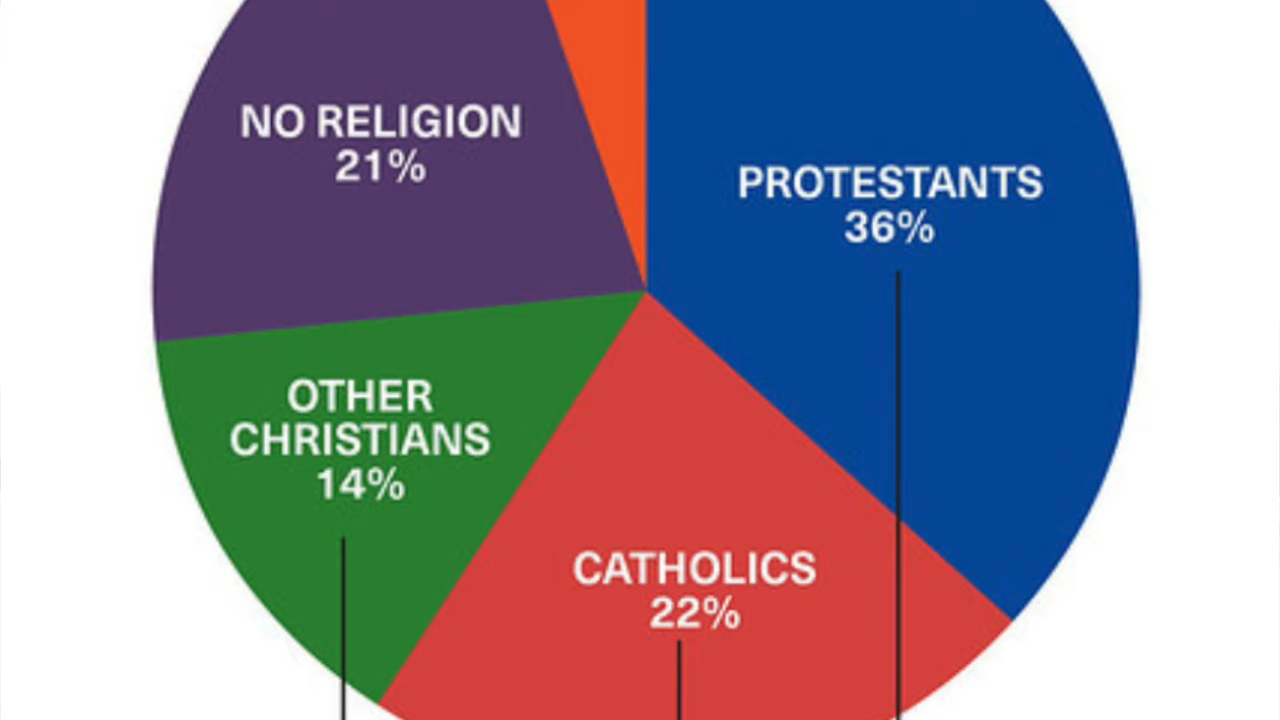 NO RELIGION
21%
PROTESTANTS
36%
OTHER
CHRISTIANS
14%
CATHOLICS
22%